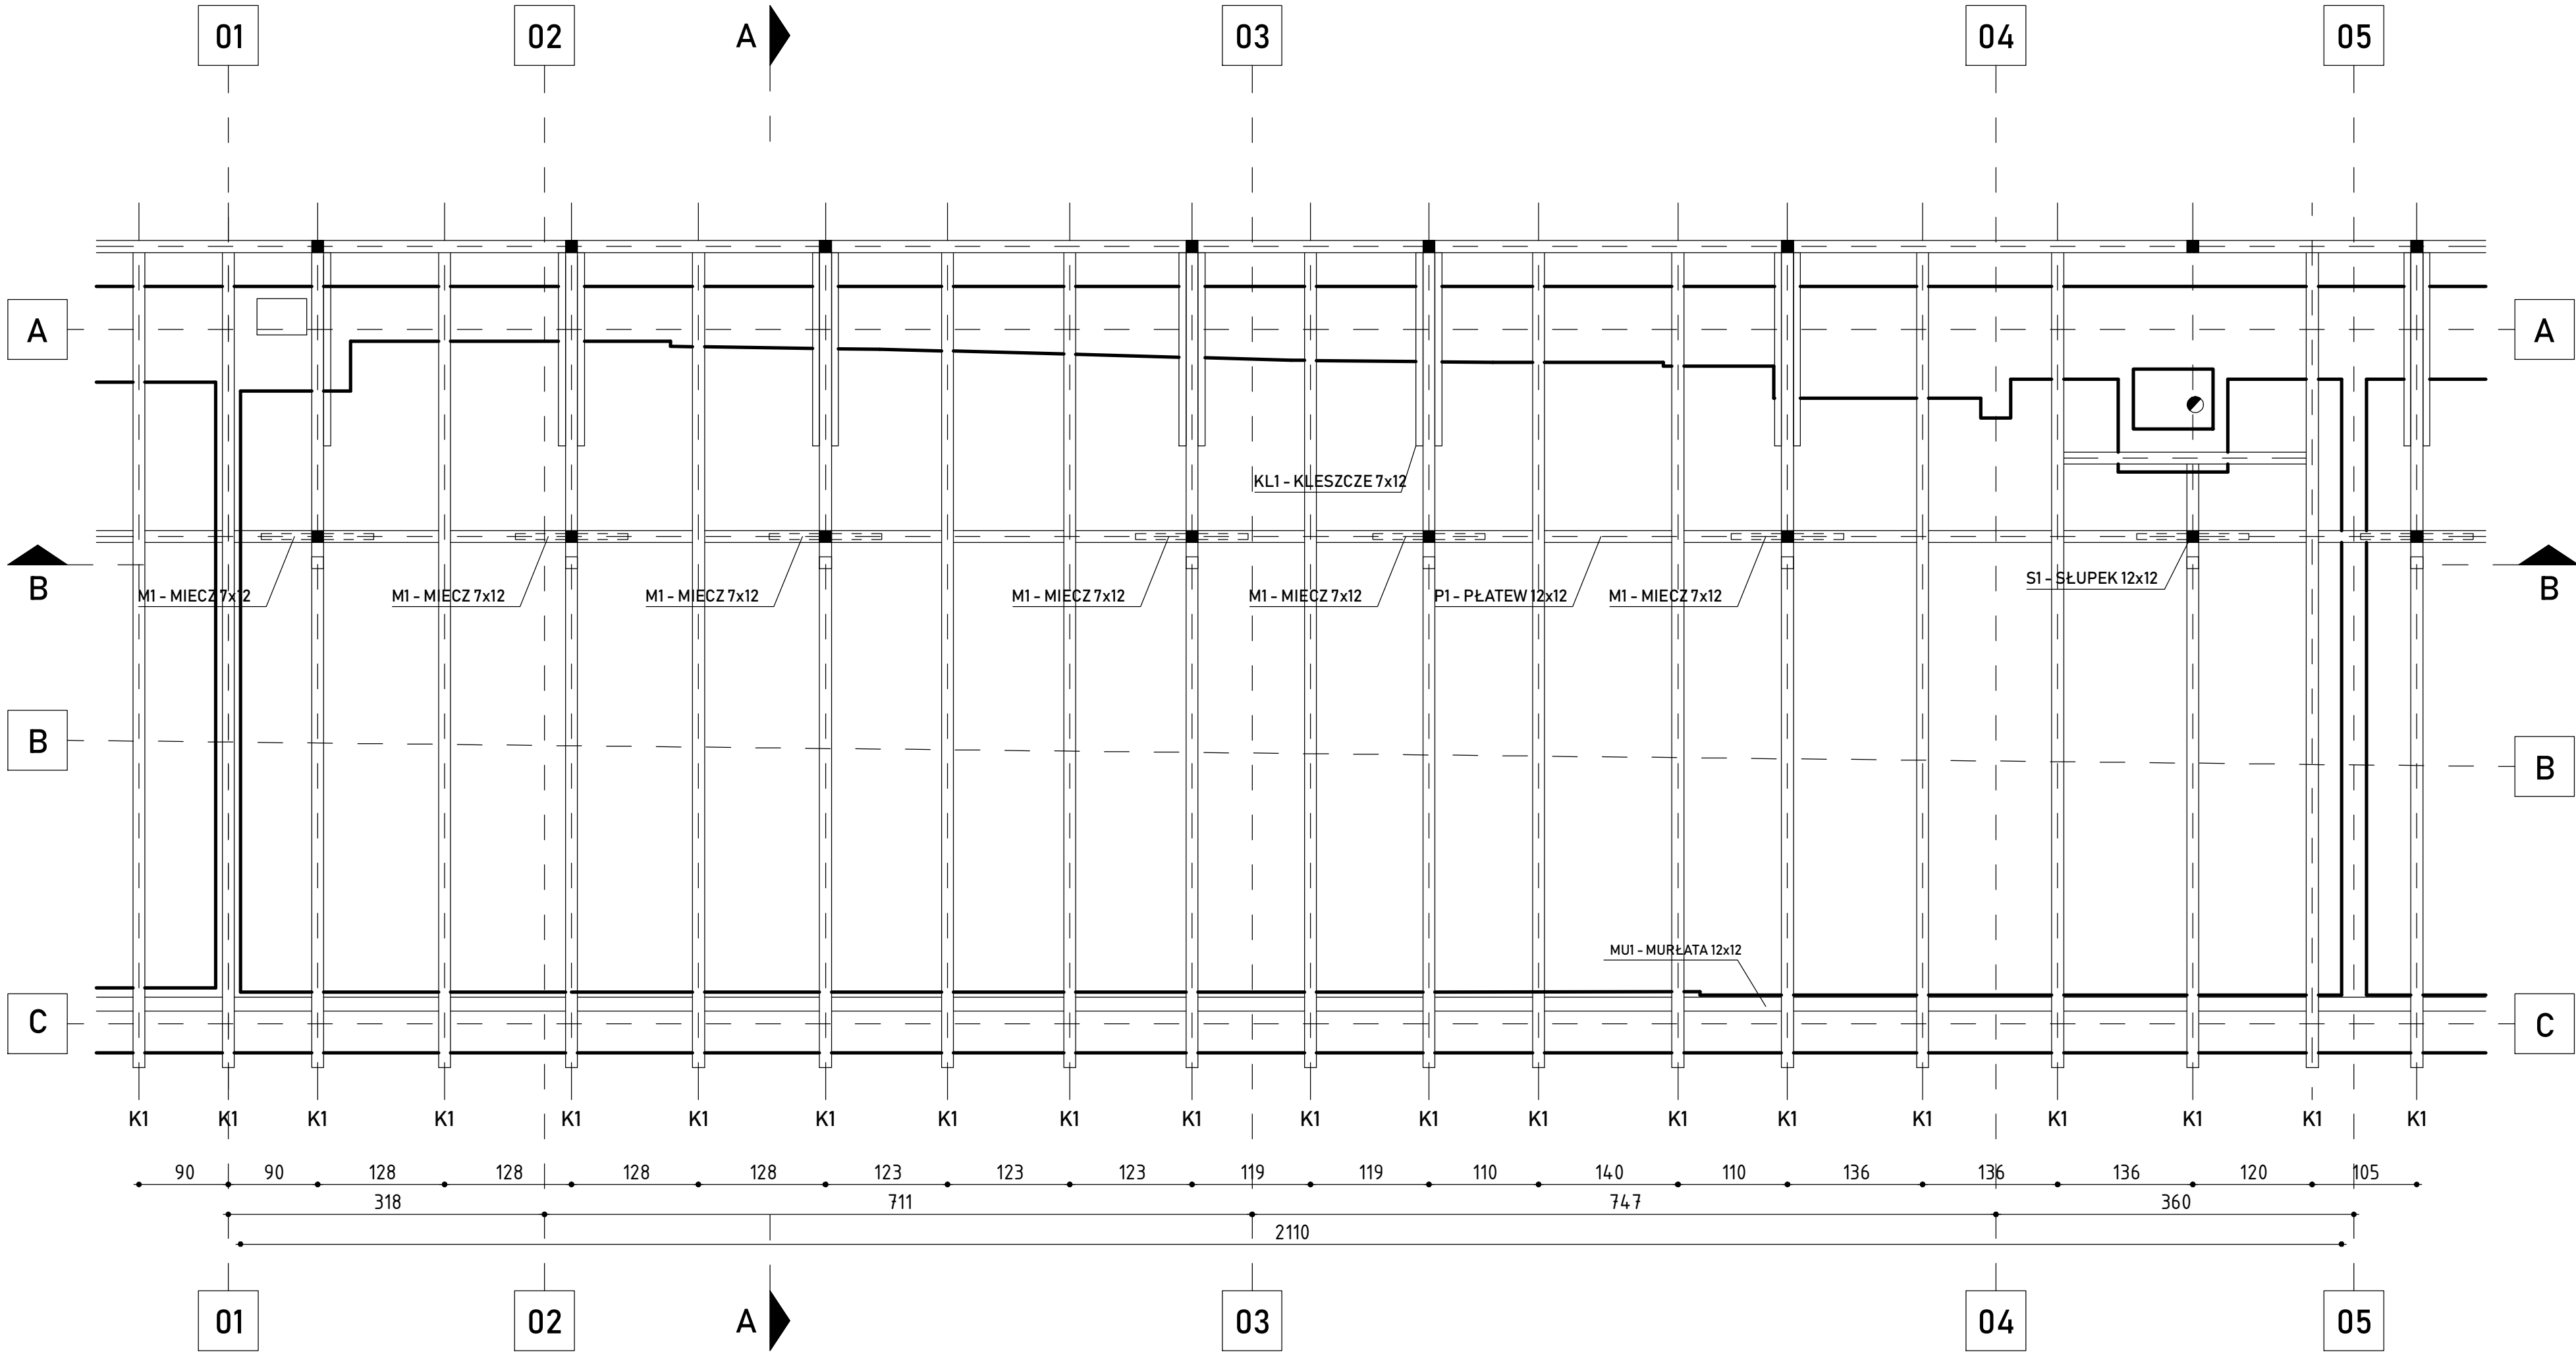 01 02 A 03 04 05
A A
KL1 - KLESZCZE 7x12
B M1 - MIECZ 7x12 M1 - MIECZ 7x12 M1 - MIECZ 7x12 M1 - MIECZ 7x12 M1 - MIECZ 7x12 P1 - PŁATEW 12x12 M1 - MIECZ 7x12 S1 - SŁUPEK 12x12 B
B B
MU1 - MURŁATA 12x12
C C
K1 K1 K1 K1 K1 K1 K1 K1 K1 K1 K1 K1 K1 K1 K1 K1 K1 K1 K1 K1
90 90 128 128 128 128 123 123 123 119 119 110 140 110 136 136 136 120 105
318 711 747 360
2110
01 02 A 03 04 05